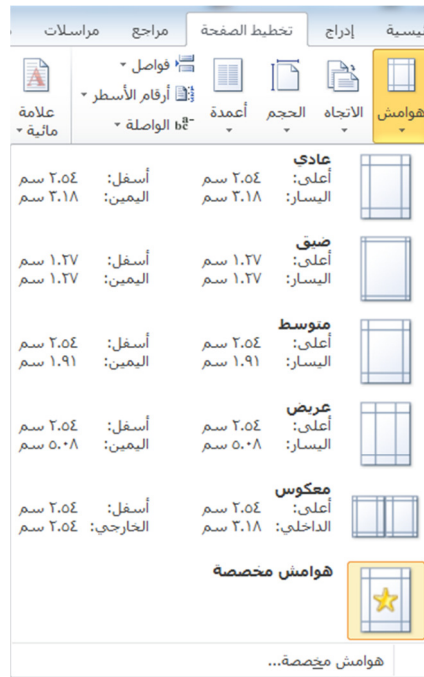 ئيسية إدراج تخطيط الصفحة مراجع مراسلات
هوامش الاتجاه الحجم أعمدة
فواصل
أرقام الأسطر
الواصلة
علامة
مائية
عادي
أعلى: ٢.٥٤ سم أسفل: ٢.٥٤ سم
اليسار: ٣.١٨ سم اليمين: ٣.١٨ سم
ضيق
أعلى: ١.٢٧ سم أسفل: ١.٢٧ سم
اليسار: ١.٢٧ سم اليمين: ١.٢٧ سم
متوسط
أعلى: ٢.٥٤ سم أسفل: ٢.٥٤ سم
اليسار: ١.٩١ سم اليمين: ١.٩١ سم
عريض
أعلى: ٢.٥٤ سم أسفل: ٢.٥٤ سم
اليسار: ٥.٠٨ سم اليمين: ٥.٠٨ سم
معكوس
أعلى: ٢.٥٤ سم أسفل: ٢.٥٤ سم
الداخلي: ٣.١٨ سم الخارجي: ٢.٥٤ سم
هوامش مخصصة
هوامش مخصصة...